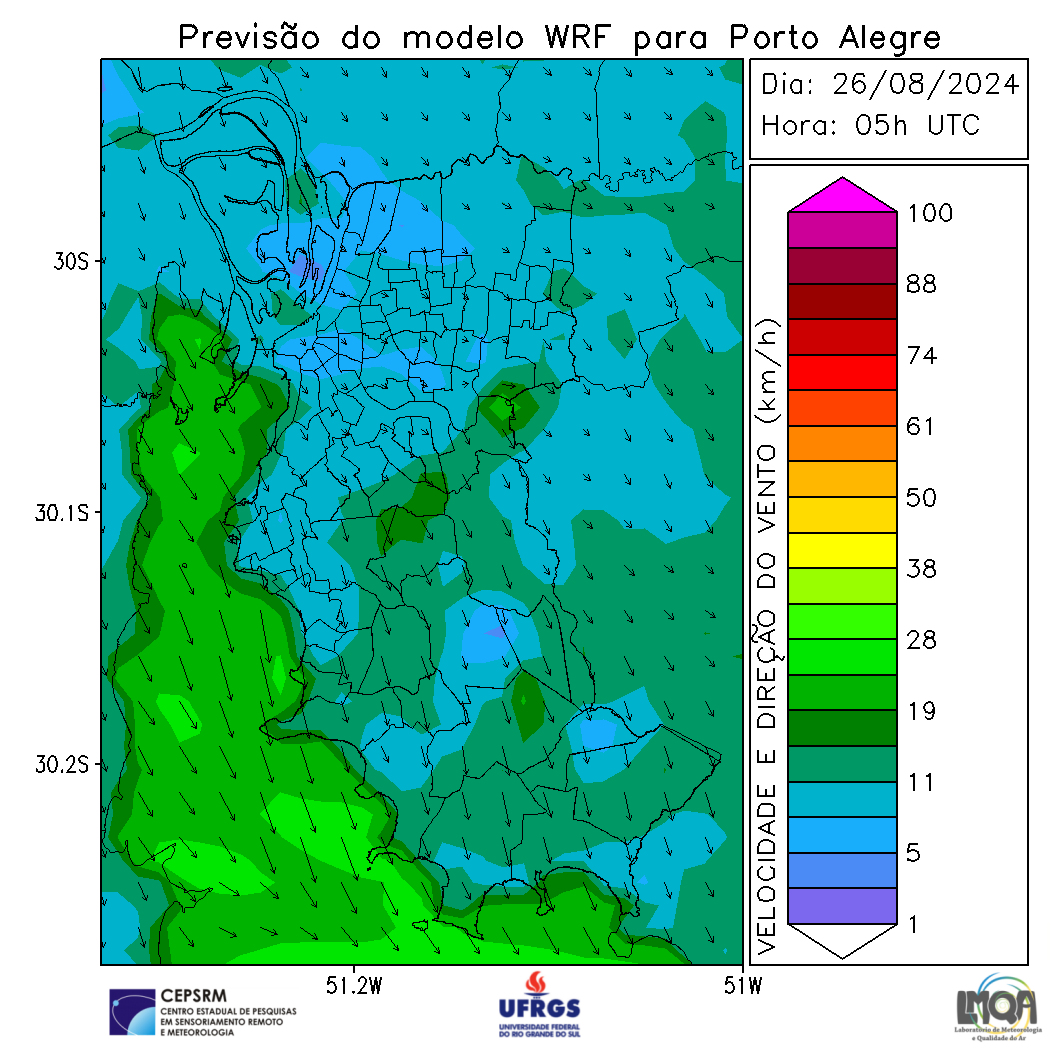 Previsão do modelo WRF para Porto Alegre
Dia: 26/08/2024
Hora: 05h UTC
30S
30.1S
30.2S
51.2W
51W
VELOCIDADE E DIREÇÃO DO VENTO (km/h)
100
88
74
61
50
38
28
19
11
5
1
CEPSRM
CENTRO ESTADUAL DE PESQUISAS
EM SENSORIAMENTO REMOTO
E METEOROLOGIA
UFRGS
UNIVERSIDADE FEDERAL
DO RIO GRANDE DO SUL
LMQA
Laboratório de Meteorologia
e Qualidade do Ar